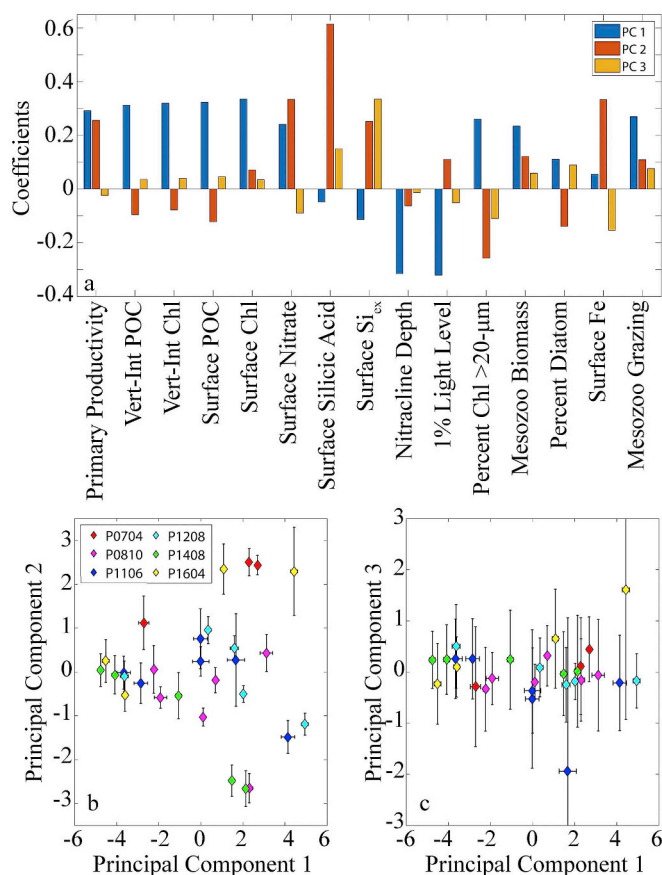 0.6
0.4
0.2
0
-0.2
-0.4
Coefficients
PC 1
PC 2
PC 3
a
Primary Productivity
Vert-Int POC
Vert-Int Chl
Surface POC
Surface Chl
Surface Nitrate
Surface Silicic Acid
Surface Siex
Nitracline Depth
1% Light Level
Percent Chl >20-μm
Mesozoo Biomass
Percent Diatom
Surface Fe
Mesozoo Grazing
3
2
1
0
-1
-2
-3
Principal Component 2
P0704
P0810
P1106
P1208
P1408
P1604
b
-6 -4 -2 0 2 4 6
Principal Component 1
3
2
1
0
-1
-2
-3
Principal Component 3
c
-6 -4 -2 0 2 4 6
Principal Component 1